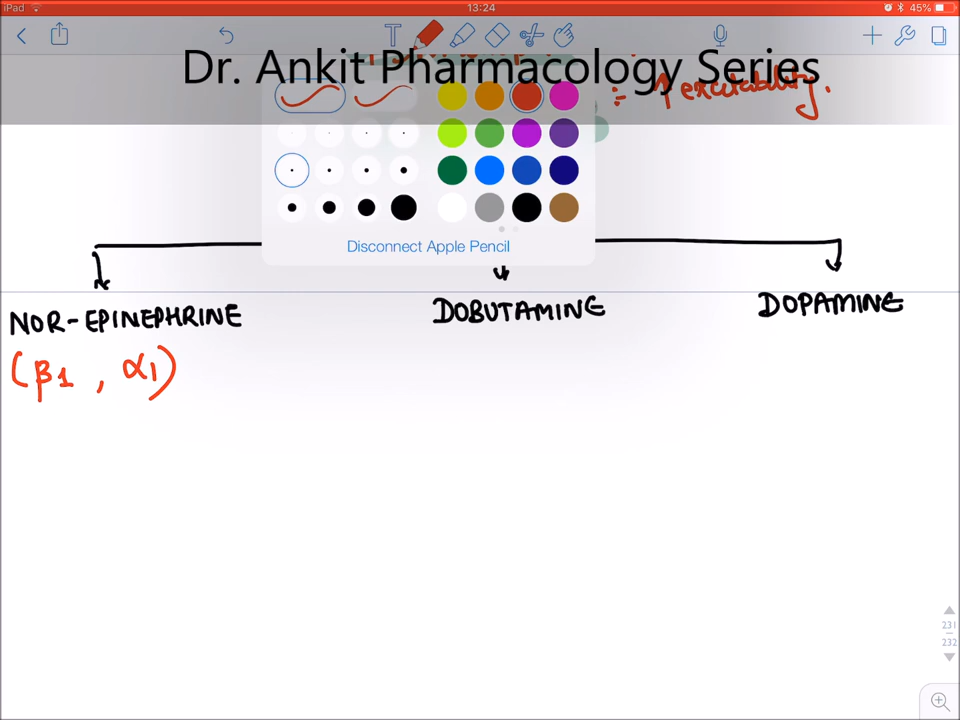 iPad 13:24 45%
Dr. Ankit Pharmacology Series
:- ↑ excitability.
Disconnect Apple Pencil
NOR-EPINEPHRINE DOBUTAMINE DOPAMINE
(β1 , α1)
231
232